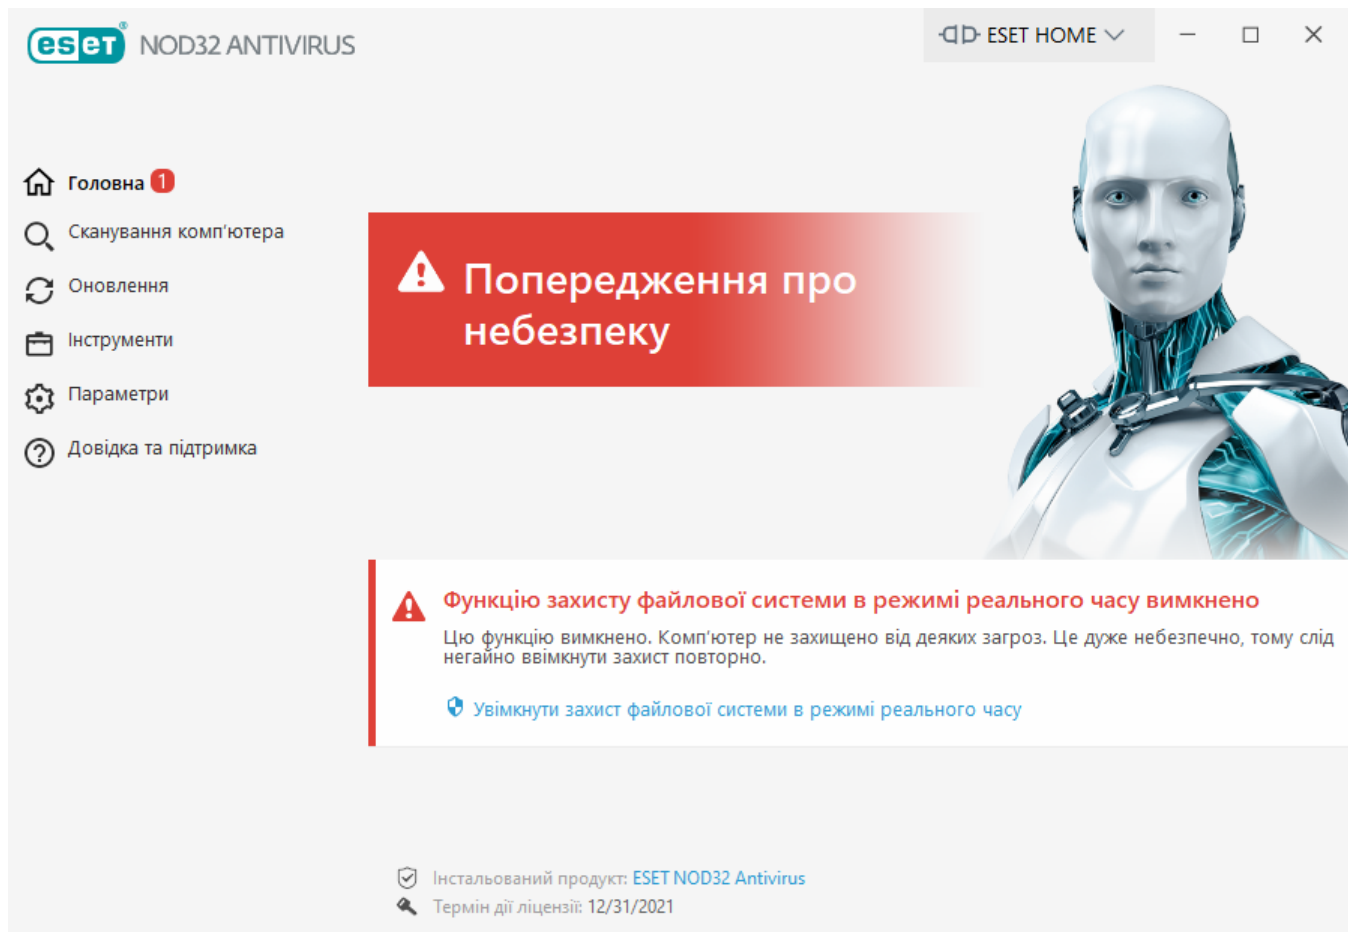 eset® NOD32 ANTIVIRUS
ESET HOME
Головна 1
Сканування комп'ютера
Оновлення
Інструменти
Параметри
Довідка та підтримка
Попередження про
небезпеку
Функцію захисту файлової системи в режимі реального часу вимкнено
Цю функцію вимкнено. Комп'ютер не захищено від деяких загроз. Це дуже небезпечно, тому слід
негайно ввімкнути захист повторно.
Увімкнути захист файлової системи в режимі реального часу
Інстальований продукт: ESET NOD32 Antivirus
Термін дії ліцензії: 12/31/2021